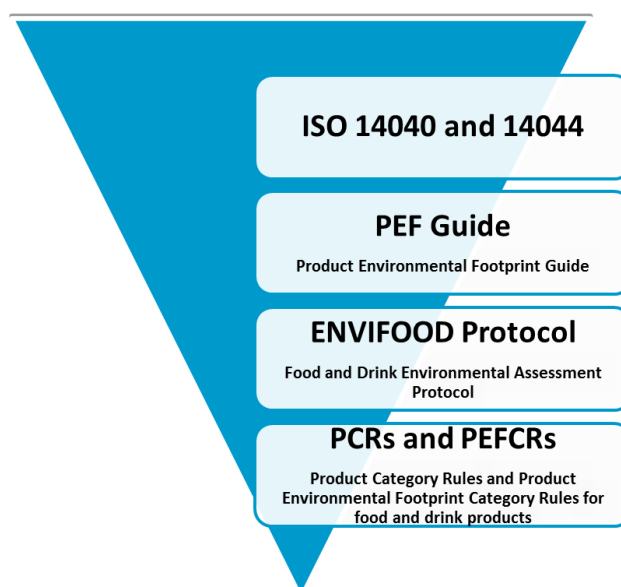 ISO 14040 and 14044
PEF Guide
Product Environmental Footprint Guide
ENVIFOOD Protocol
Food and Drink Environmental Assessment
Protocol
PCRs and PEFCRs
Product Category Rules and Product
Environmental Footprint Category Rules for
food and drink products